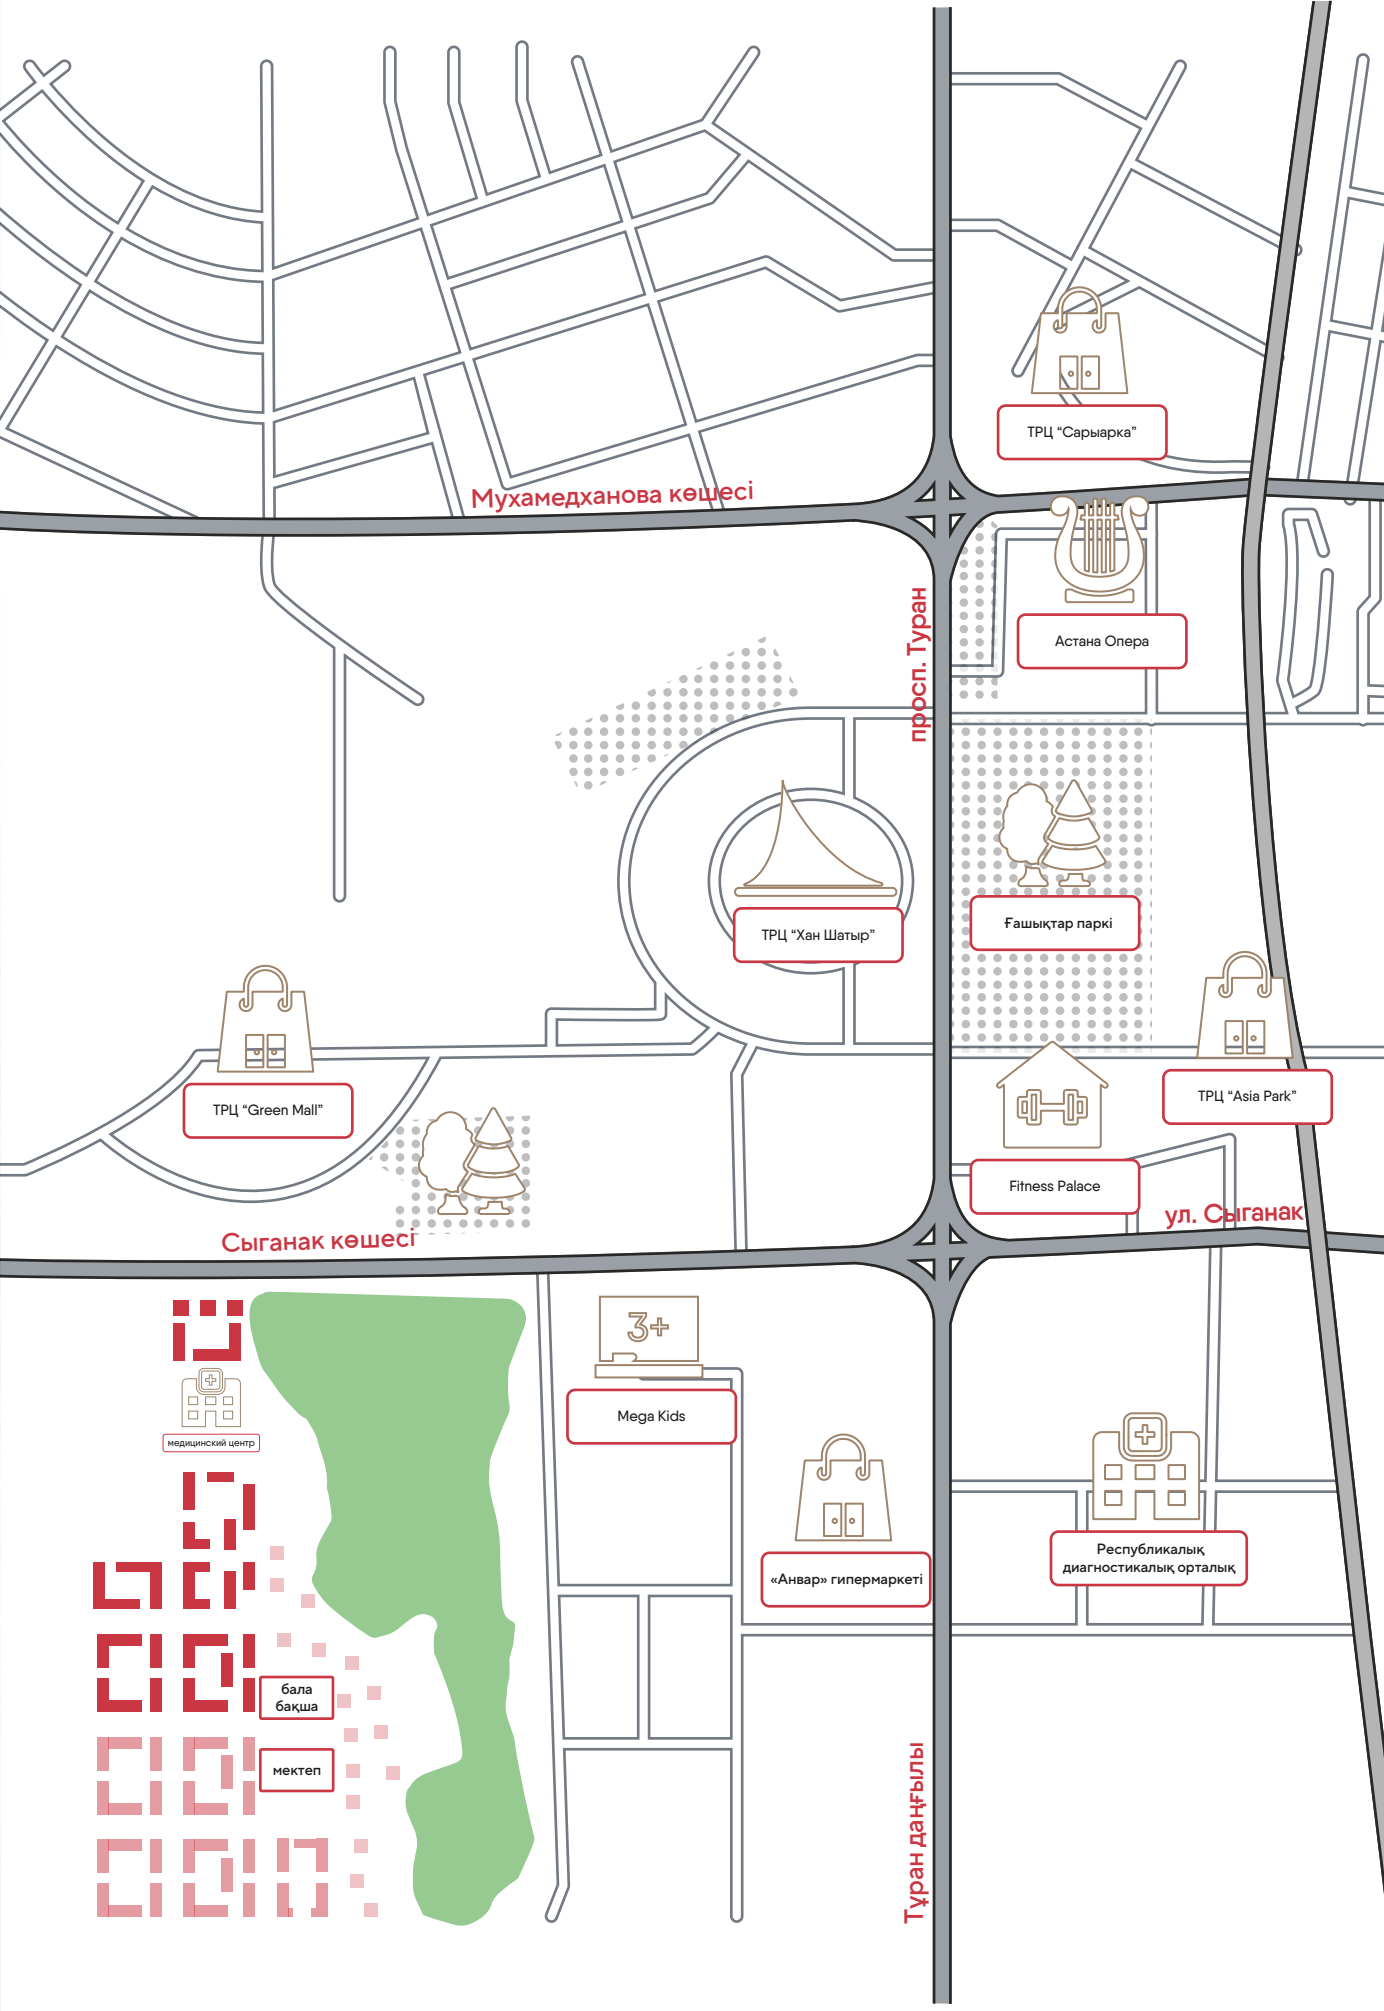 ТРЦ “Сарыарка”
Мухамедханова көшесі
Астана Опера
просп. Туран
ТРЦ “Хан Шатыр”
Ғашықтар паркі
ТРЦ “Green Mall”
ТРЦ “Asia Park”
Fitness Palace
ул. Сыганак
Сыганак көшесі
3+
Mega Kids
медицинский центр
Республикалық
диагностикалық орталық
«Анвар» гипермаркеті
бала
бақша
мектеп
Тұран даңғылы